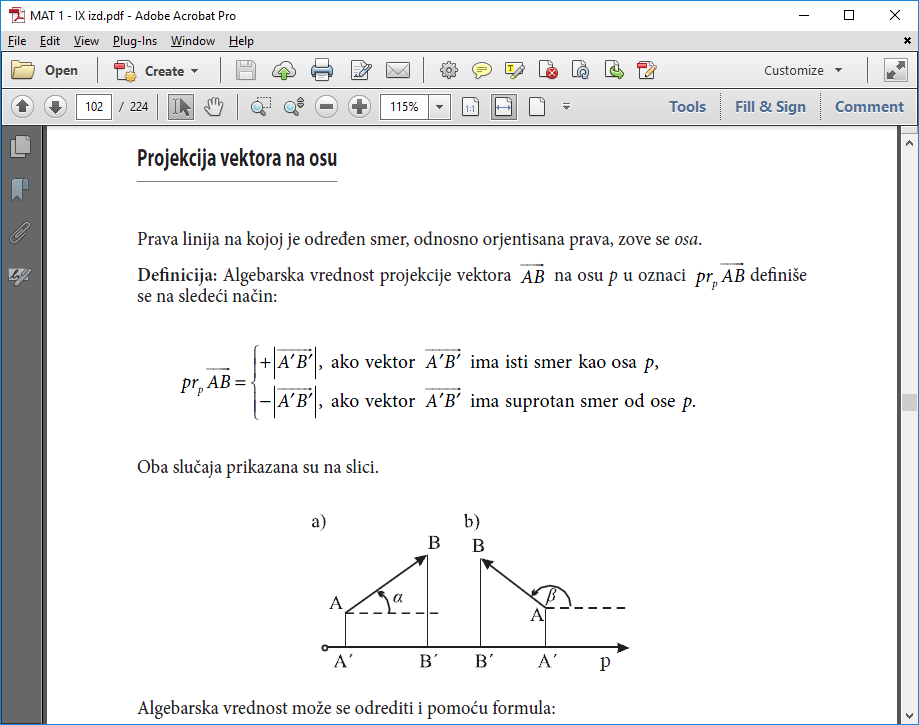 MAT 1 - IX izd.pdf - Adobe Acrobat Pro
File Edit View Plug-Ins Window Help
Open Create Customize
102 / 224 1:1 115% Tools Fill & Sign Comment
Projekcija vektora na osu
Prava linija na kojoj je određen smer, odnosno orjentisana prava, zove se osa.
Definicija: Algebarska vrednost projekcije vektora AB na osu p u oznaci pr_p AB definiše
se na sledeći način:
+|A′B′|, ako vektor A′B′ ima isti smer kao osa p,
pr_p AB =
−|A′B′|, ako vektor A′B′ ima suprotan smer od ose p.
Oba slučaja prikazana su na slici.
a) b)
B B
A α A β
A´ B´ B´ A´ p
Algebarska vrednost može se odrediti i pomoću formula: